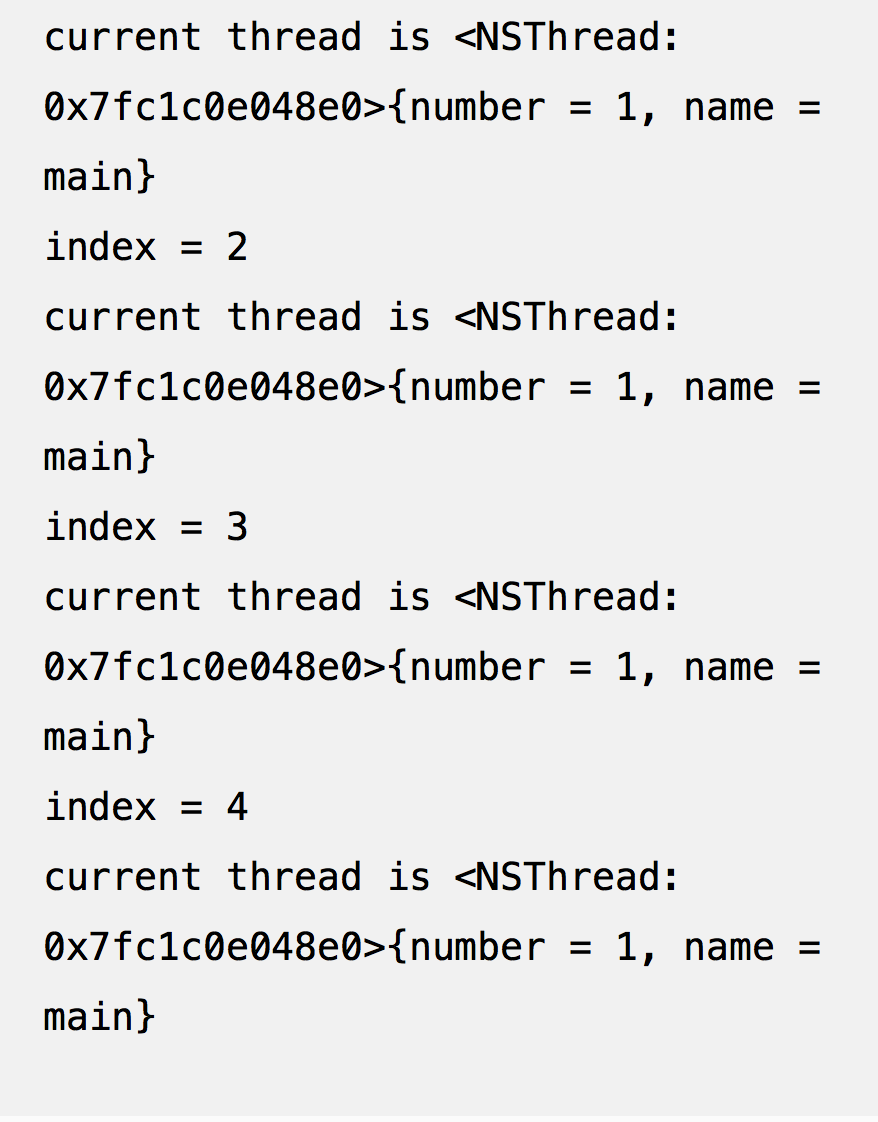 current thread is <NSThread:
0x7fc1c0e048e0>{number = 1, name =
main}
index = 2
current thread is <NSThread:
0x7fc1c0e048e0>{number = 1, name =
main}
index = 3
current thread is <NSThread:
0x7fc1c0e048e0>{number = 1, name =
main}
index = 4
current thread is <NSThread:
0x7fc1c0e048e0>{number = 1, name =
main}